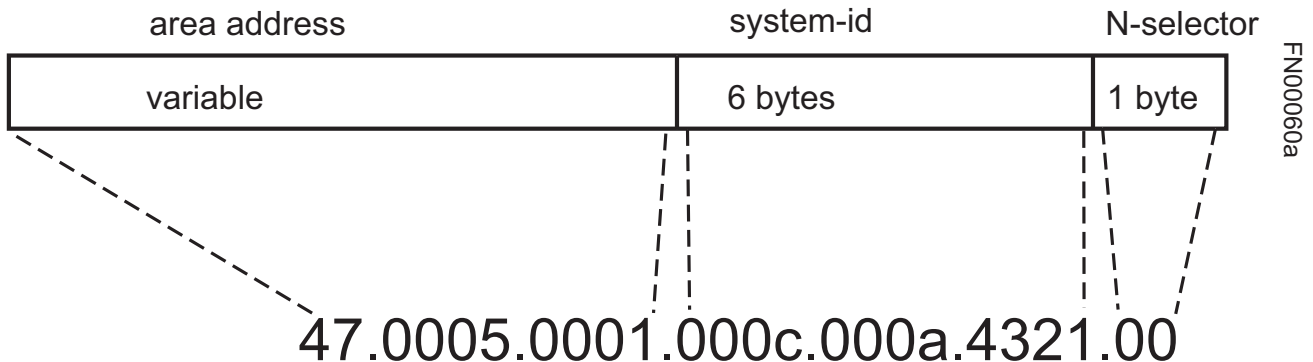 area address system-id N-selector
variable 6 bytes 1 byte
47.0005.0001.000c.000a.4321.00
FN00060a